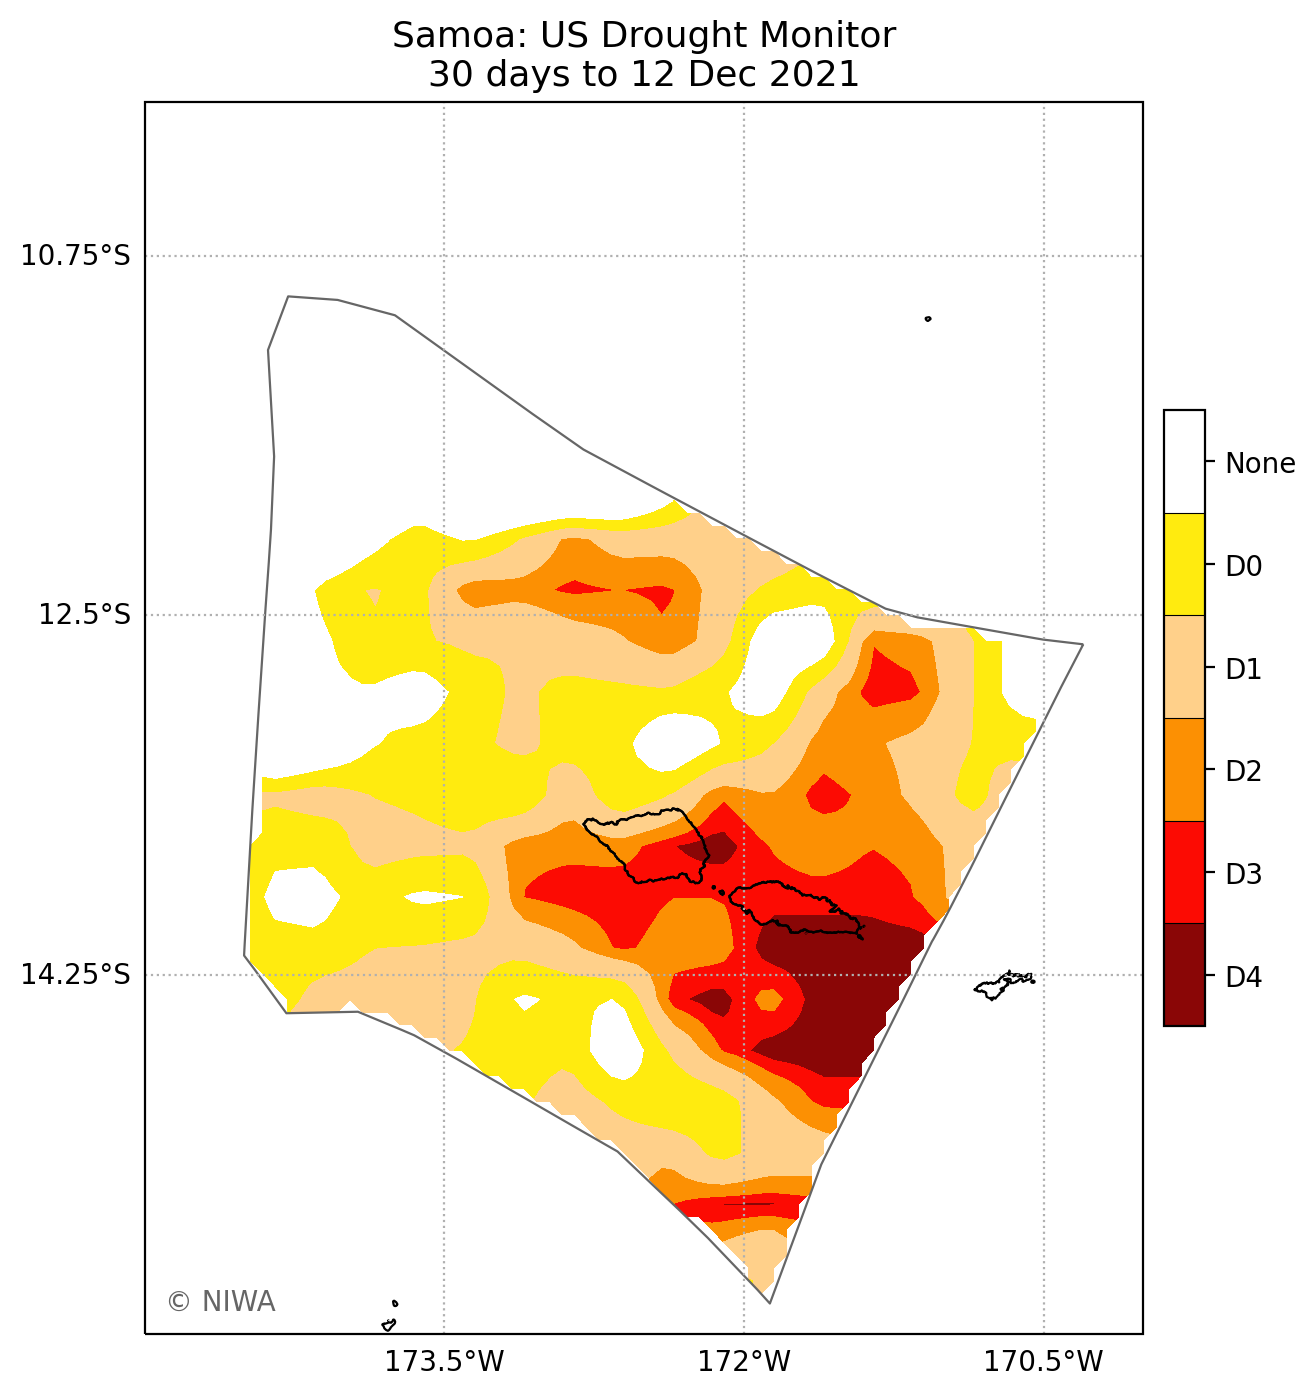 Samoa: US Drought Monitor
30 days to 12 Dec 2021
10.75°S
12.5°S
14.25°S
173.5°W
172°W
170.5°W
None
D0
D1
D2
D3
D4
© NIWA